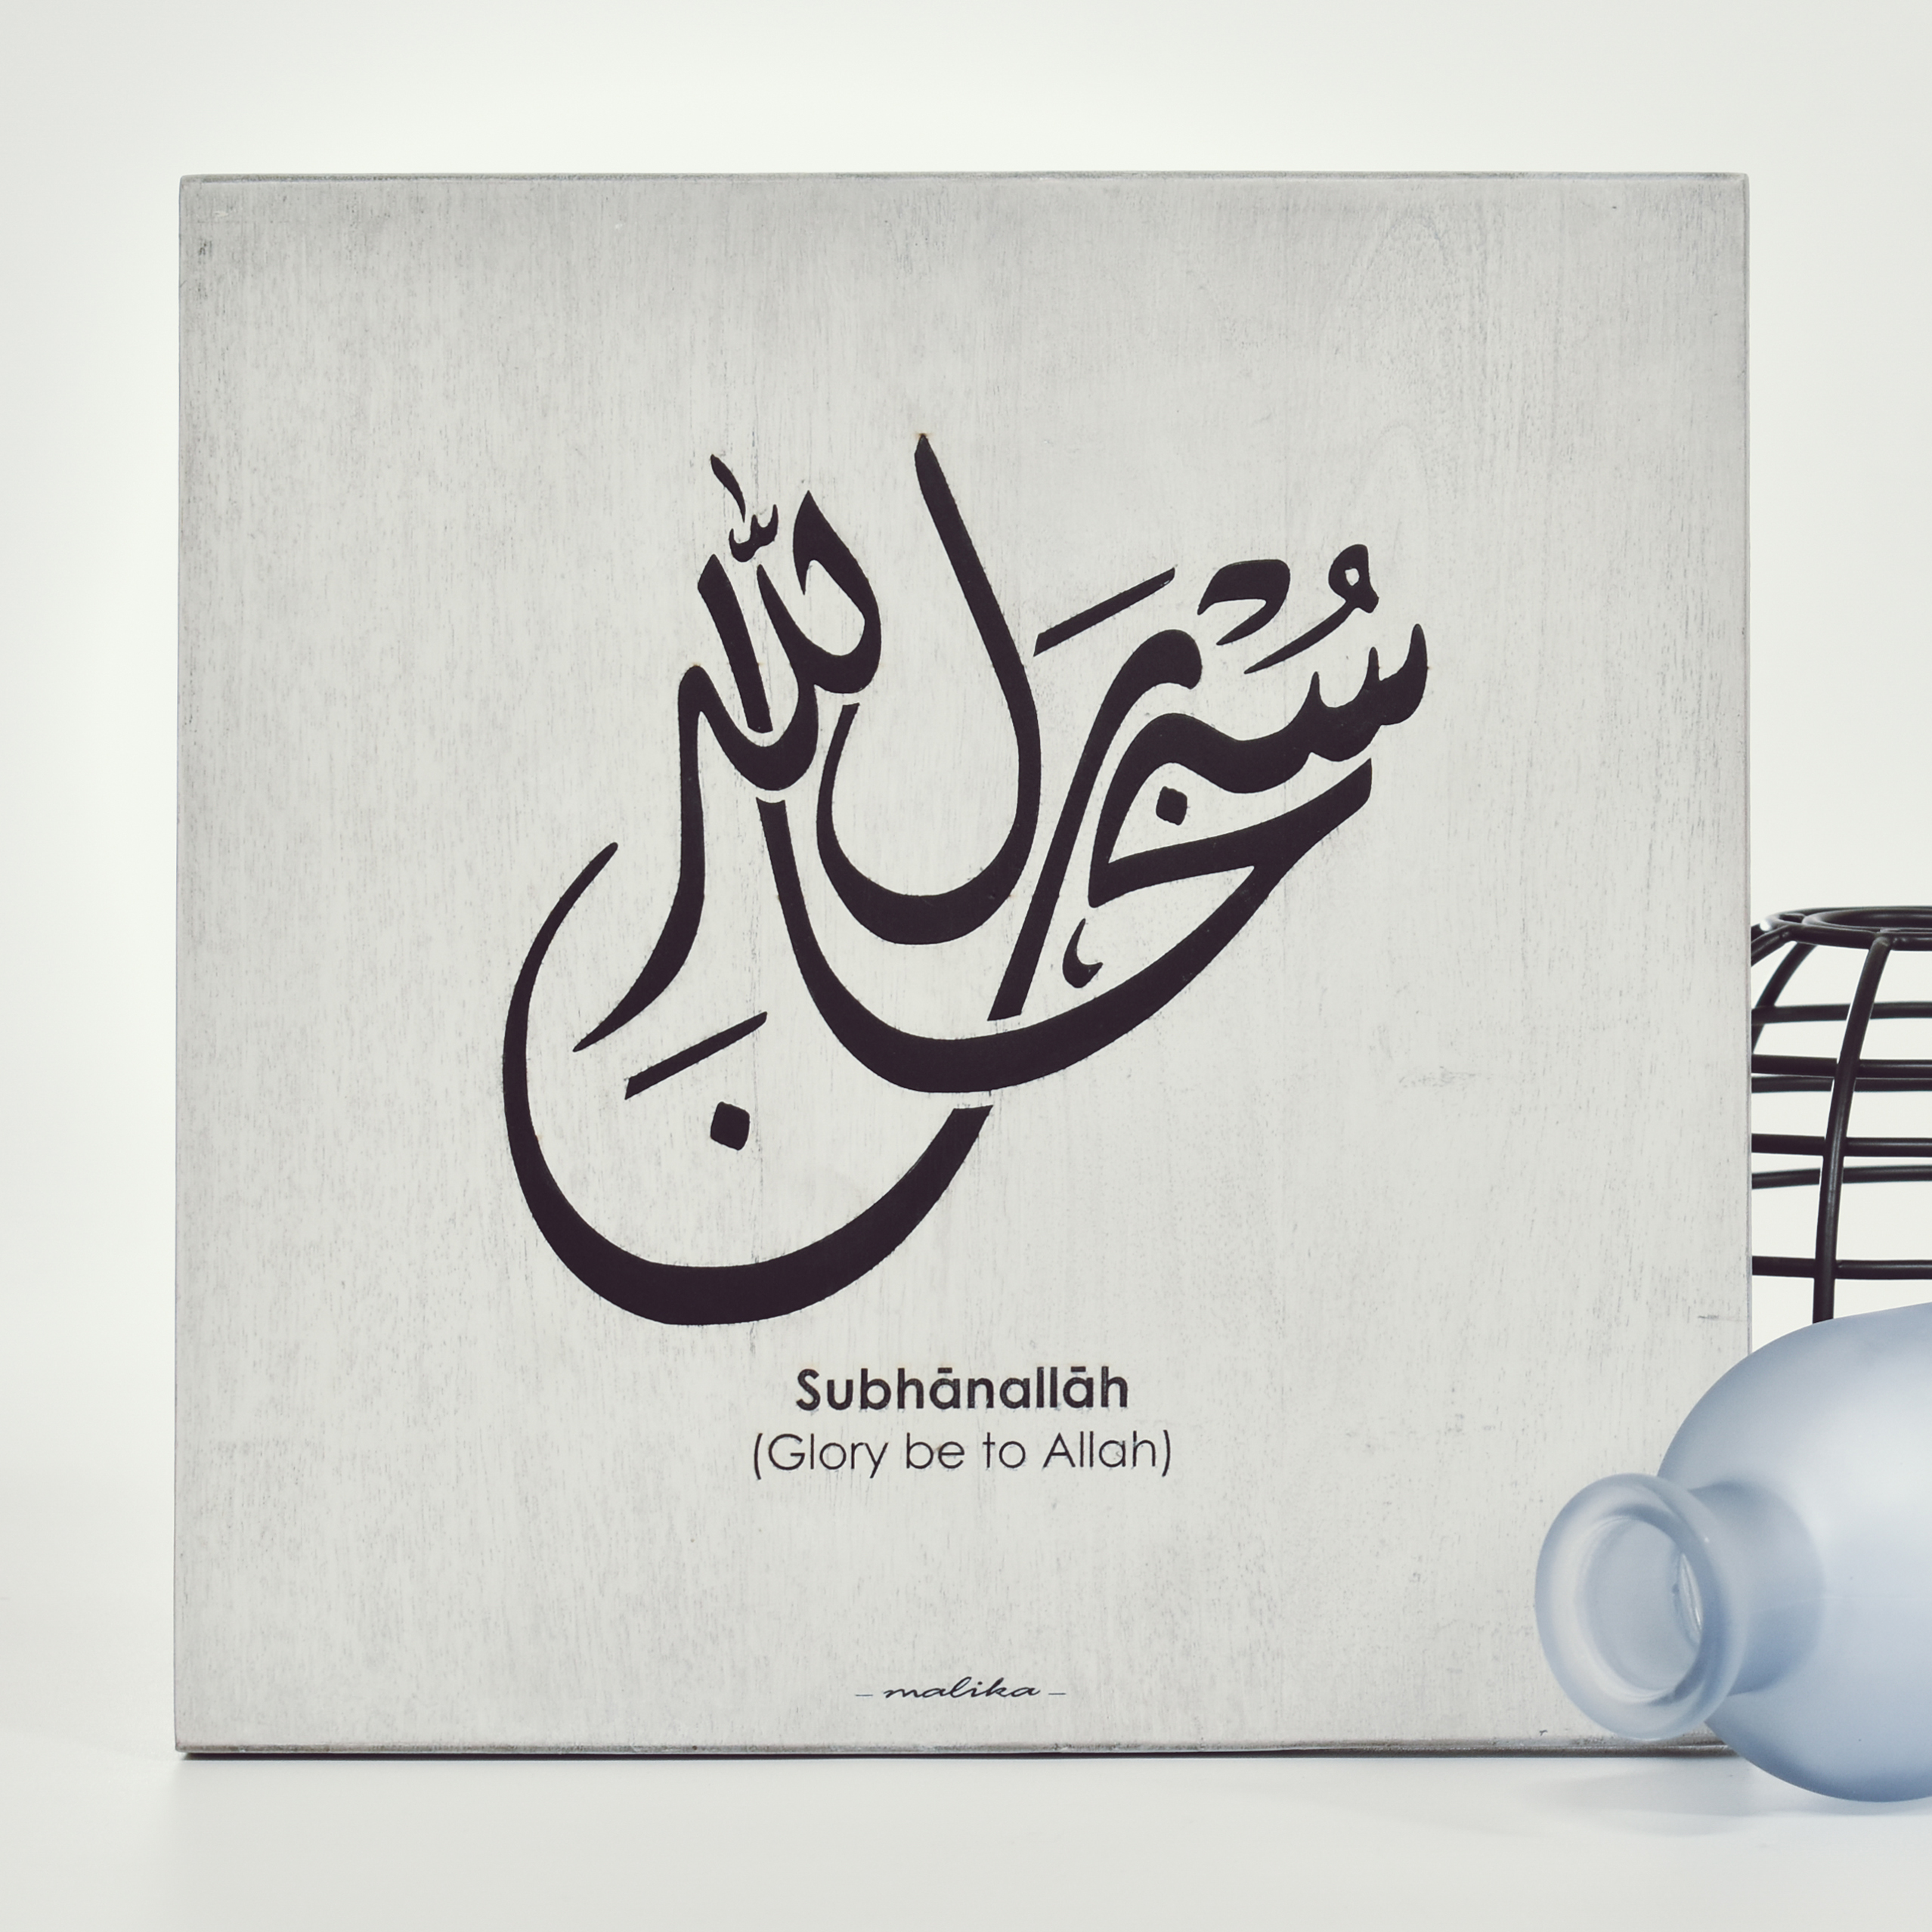 سُبْحَانَ اللّٰهِ
Subhānallāh
(Glory be to Allah)
- malika -